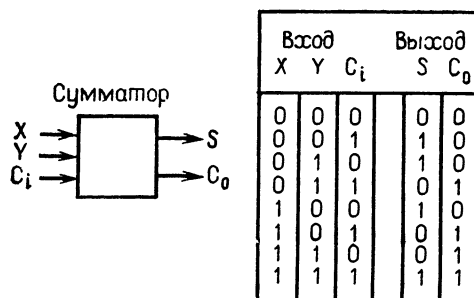 Сумматор
X
Y
Ci
S
C0
Вход Выход
X Y Ci S C0
0 0 0 0 0
0 0 1 1 0
0 1 0 1 0
0 1 1 0 1
1 0 0 1 0
1 0 1 0 1
1 1 0 0 1
1 1 1 1 1